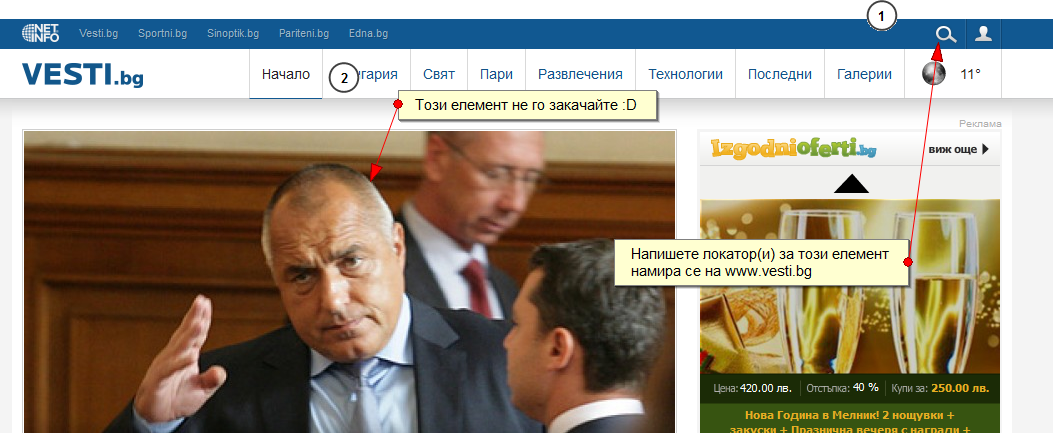 1
NET INFO Vesti.bg Sportni.bg Sinoptik.bg Pariteni.bg Edna.bg
VESTI.bg Начало 2 гария Свят Пари Развлечения Технологии Последни Галерии 11°
Този елемент не го закачайте :D
Реклама
Izgodnioferti.bg виж още
Напишете локатор(и) за този елемент
намира се на www.vesti.bg
Цена: 420.00 лв. Отстъпка: 40 % Купи за: 250.00 лв.
Нова Година в Мелник! 2 нощувки +
закуски + Празнична вечеря с награди +